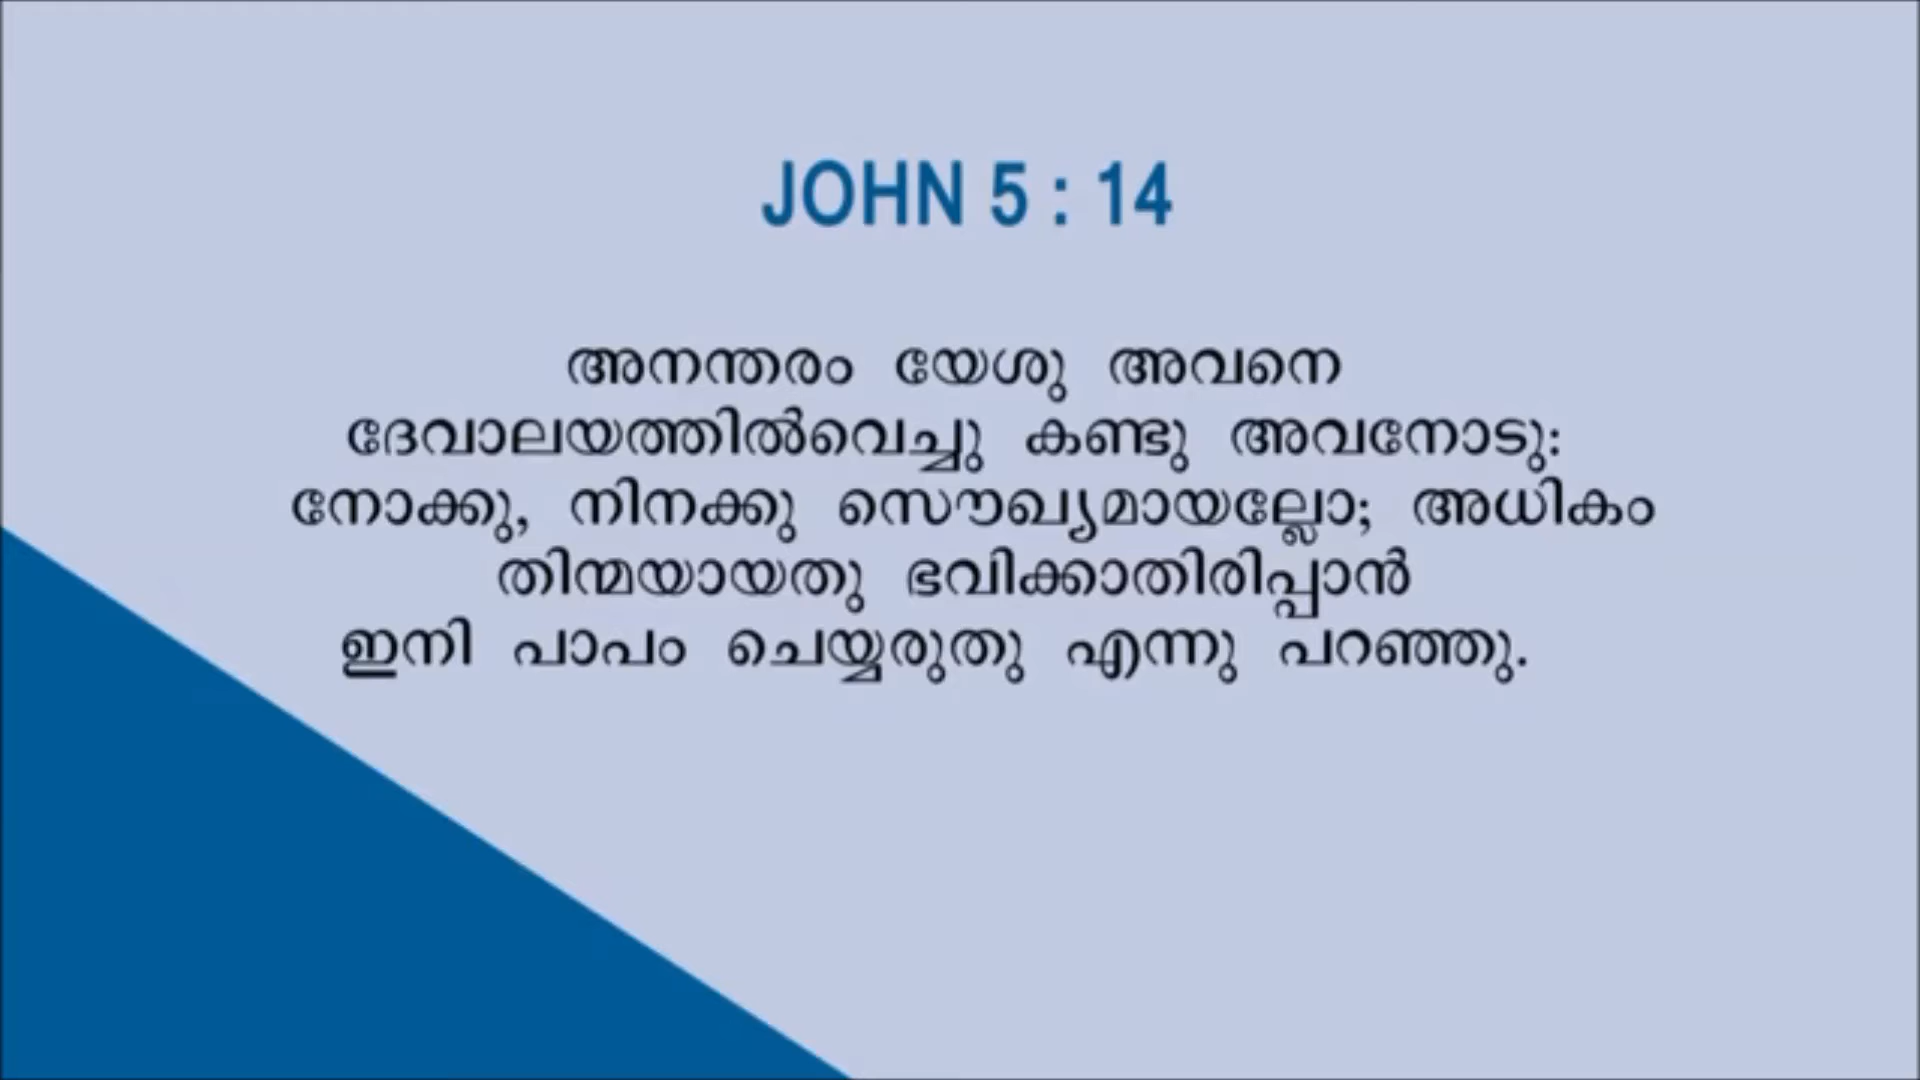 JOHN 5 : 14
അനന്തരം യേശു അവനെ
ദേവാലയത്തിൽവെച്ചു കണ്ടു അവനോടു:
നോക്കു, നിനക്കു സൌഖ്യമായല്ലോ; അധികം
തിന്മയായതു ഭവിക്കാതിരിപ്പാൻ
ഇനി പാപം ചെയ്യരുതു എന്നു പറഞ്ഞു.